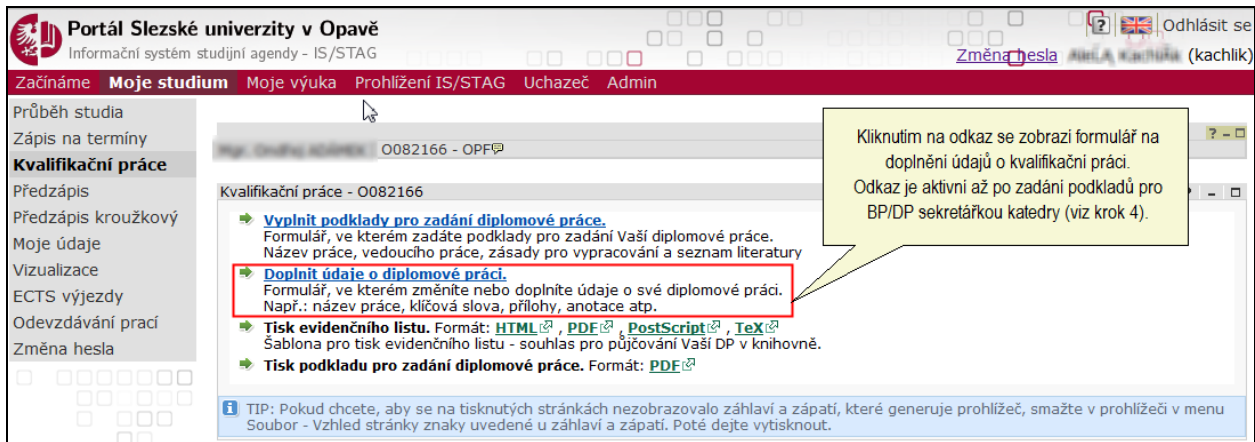 Portál Slezské univerzity v Opavě
Informační systém studijní agendy - IS/STAG
? Odhlásit se
Změna hesla (kachlik)
Začínáme Moje studium Moje výuka Prohlížení IS/STAG Uchazeč Admin
Průběh studia
Zápis na termíny
Kvalifikační práce
Předzápis
Předzápis kroužkový
Moje údaje
Vizualizace
ECTS výjezdy
Odevzdávání prací
Změna hesla
O082166 - OPF
Kvalifikační práce - O082166
Vyplnit podklady pro zadání diplomové práce.
Formulář, ve kterém zadáte podklady pro zadání Vaší diplomové práce.
Název práce, vedoucího práce, zásady pro vypracování a seznam literatury
Doplnit údaje o diplomové práci.
Formulář, ve kterém změníte nebo doplníte údaje o své diplomové práci.
Např.: název práce, klíčová slova, přílohy, anotace atp.
Tisk evidenčního listu. Formát: HTML , PDF , PostScript , TeX
Šablona pro tisk evidenčního listu - souhlas pro půjčování Vaší DP v knihovně.
Tisk podkladu pro zadání diplomové práce. Formát: PDF
TIP: Pokud chcete, aby se na tisknutých stránkách nezobrazovalo záhlaví a zápatí, které generuje prohlížeč, smažte v prohlížeči v menu
Soubor - Vzhled stránky znaky uvedené u záhlaví a zápatí. Poté dejte vytisknout.
Kliknutím na odkaz se zobrazi formulář na
doplnění údajů o kvalifikační práci.
Odkaz je aktivní až po zadání podkladů pro
BP/DP sekretářkou katedry (viz krok 4).